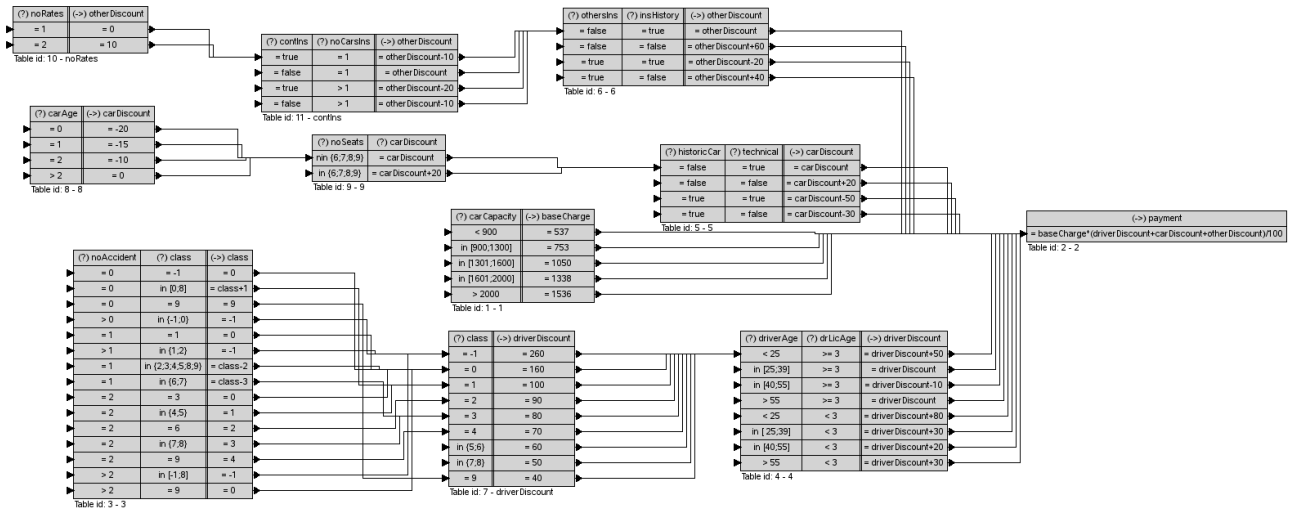 (?) noRates (->) otherDiscount
= 1 = 0
= 2 = 10
Table id: 10 - noRates
(?) contIns (?) noCarsIns (->) otherDiscount
= true = 1 = otherDiscount-10
= false = 1 = otherDiscount
= true > 1 = otherDiscount-20
= false > 1 = otherDiscount-10
Table id: 11 - contIns
(?) othersIns (?) insHistory (->) otherDiscount
= false = true = otherDiscount
= false = false = otherDiscount+60
= true = true = otherDiscount-20
= true = false = otherDiscount+40
Table id: 6 - 6
(?) carAge (->) carDiscount
= 0 = -20
= 1 = -15
= 2 = -10
> 2 = 0
Table id: 8 - 8
(?) noSeats (?) carDiscount
nin {6;7;8;9} = carDiscount
in {6;7;8;9} = carDiscount+20
Table id: 9 - 9
(?) historicCar (?) technical (->) carDiscount
= false = true = carDiscount
= false = false = carDiscount+20
= true = true = carDiscount-50
= true = false = carDiscount-30
Table id: 5 - 5
(?) carCapacity (->) baseCharge
< 900 = 537
in [900;1300] = 753
in [1301;1600] = 1050
in [1601;2000] = 1338
> 2000 = 1536
Table id: 1 - 1
(->) payment
= baseCharge*(driverDiscount+carDiscount+otherDiscount)/100
Table id: 2 - 2
(?) noAccident (?) class (->) class
= 0 = -1 = 0
= 0 in [0;8] = class+1
= 0 = 9 = 9
> 0 in {-1;0} = -1
= 1 = 1 = 0
> 1 in {1;2} = -1
= 1 in {2;3;4;5;8;9} = class-2
= 1 in {6;7} = class-3
= 2 = 3 = 0
= 2 in {4;5} = 1
= 2 = 6 = 2
= 2 in {7;8} = 3
= 2 = 9 = 4
> 2 in [-1;8] = -1
> 2 = 9 = 0
Table id: 3 - 3
(?) class (->) driverDiscount
= -1 = 260
= 0 = 160
= 1 = 100
= 2 = 90
= 3 = 80
= 4 = 70
in {5;6} = 60
in {7;8} = 50
= 9 = 40
Table id: 7 - driverDiscount
(?) driverAge (?) drLicAge (->) driverDiscount
< 25 >= 3 = driverDiscount+50
in [25;39] >= 3 = driverDiscount
in [40;55] >= 3 = driverDiscount-10
> 55 >= 3 = driverDiscount
< 25 < 3 = driverDiscount+80
in [ 25;39] < 3 = driverDiscount+30
in [40;55] < 3 = driverDiscount+20
> 55 < 3 = driverDiscount+30
Table id: 4 - 4